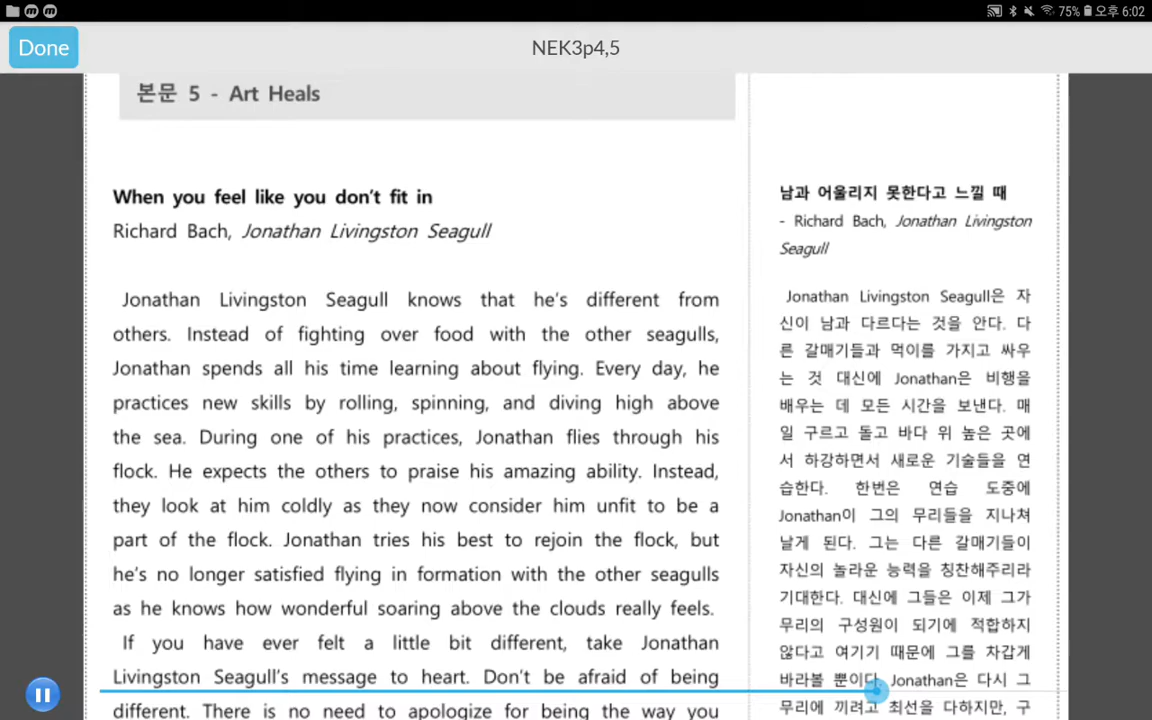 75% 오후 6:02
Done
NEK3p4,5
본문 5 - Art Heals
When you feel like you don't fit in
Richard Bach, Jonathan Livingston Seagull
Jonathan Livingston Seagull knows that he's different from
others. Instead of fighting over food with the other seagulls,
Jonathan spends all his time learning about flying. Every day, he
practices new skills by rolling, spinning, and diving high above
the sea. During one of his practices, Jonathan flies through his
flock. He expects the others to praise his amazing ability. Instead,
they look at him coldly as they now consider him unfit to be a
part of the flock. Jonathan tries his best to rejoin the flock, but
he's no longer satisfied flying in formation with the other seagulls
as he knows how wonderful soaring above the clouds really feels.
If you have ever felt a little bit different, take Jonathan
Livingston Seagull's message to heart. Don't be afraid of being
different. There is no need to apologize for being the way you
남과 어울리지 못한다고 느낄 때
- Richard Bach, Jonathan Livingston
Seagull
Jonathan Livingston Seagull은 자
신이 남과 다르다는 것을 안다. 다
른 갈매기들과 먹이를 가지고 싸우
는 것 대신에 Jonathan은 비행을
배우는 데 모든 시간을 보낸다. 매
일 구르고 돌고 바다 위 높은 곳에
서 하강하면서 새로운 기술들을 연
습한다. 한번은 연습 도중에
Jonathan이 그의 무리들을 지나쳐
날게 된다. 그는 다른 갈매기들이
자신의 놀라운 능력을 칭찬해주리라
기대한다. 대신에 그들은 이제 그가
무리의 구성원이 되기에 적합하지
않다고 여기기 때문에 그를 차갑게
바라볼 뿐이다. Jonathan은 다시 그
무리에 끼려고 최선을 다하지만, 구